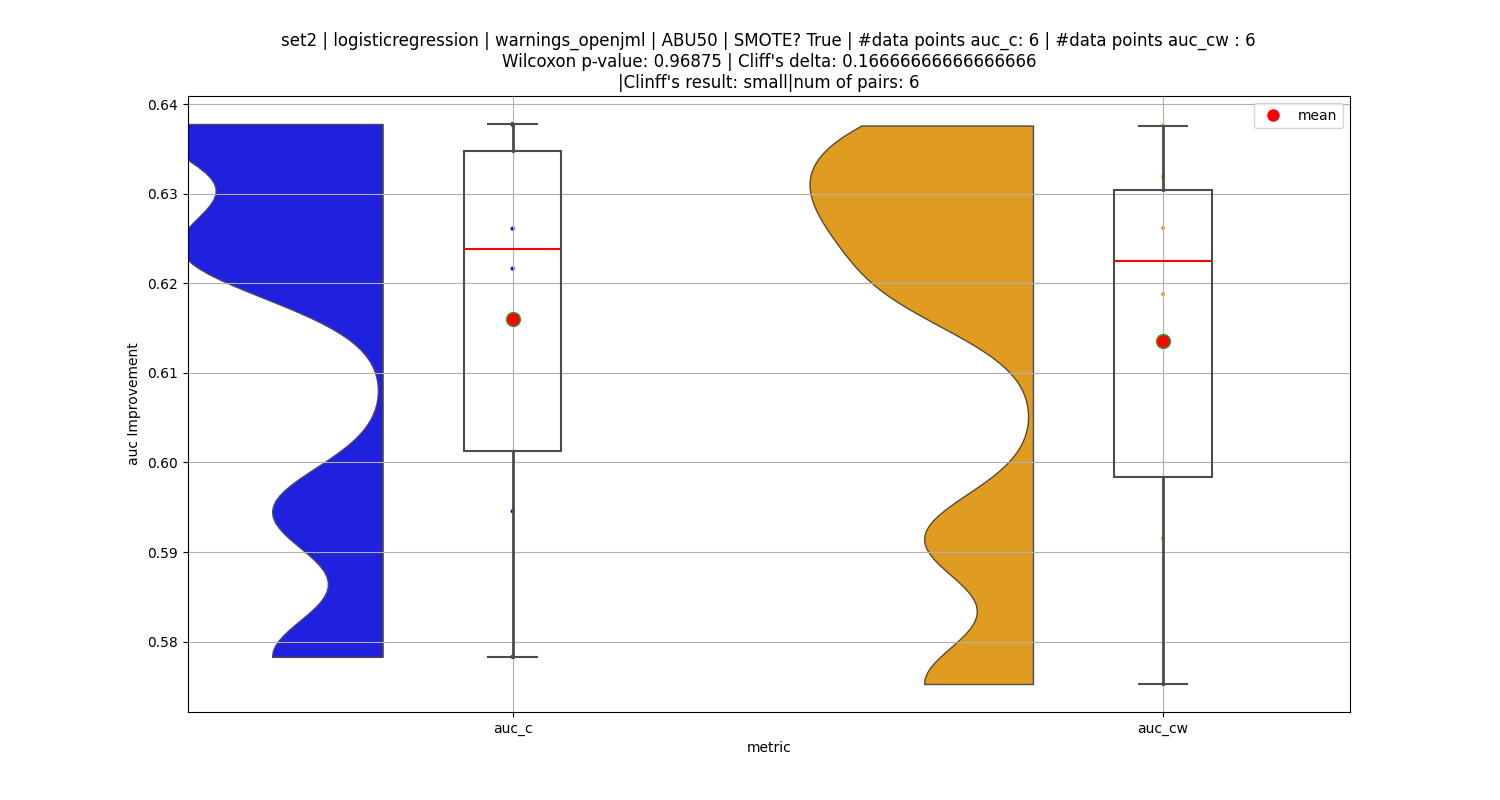 set2 | logisticregression | warnings_openjml | ABU50 | SMOTE? True | #data points auc_c: 6 | #data points auc_cw : 6
Wilcoxon p-value: 0.96875 | Cliff's delta: 0.16666666666666666
|Clinff's result: small|num of pairs: 6
mean
0.64
0.63
0.62
0.61
0.60
0.59
0.58
auc Improvement
auc_c
auc_cw
metric